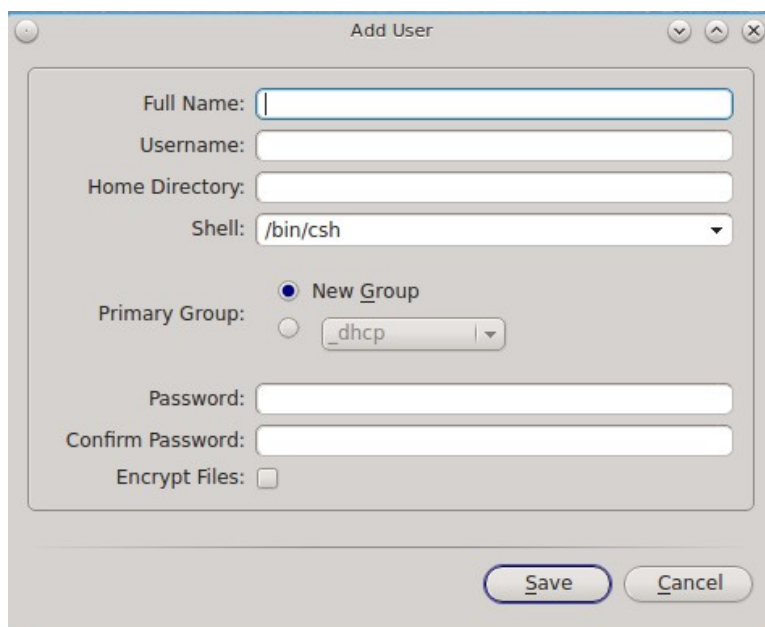 Add User
Full Name:
Username:
Home Directory:
Shell: /bin/csh
Primary Group:
New Group
_dhcp
Password:
Confirm Password:
Encrypt Files:
Save Cancel